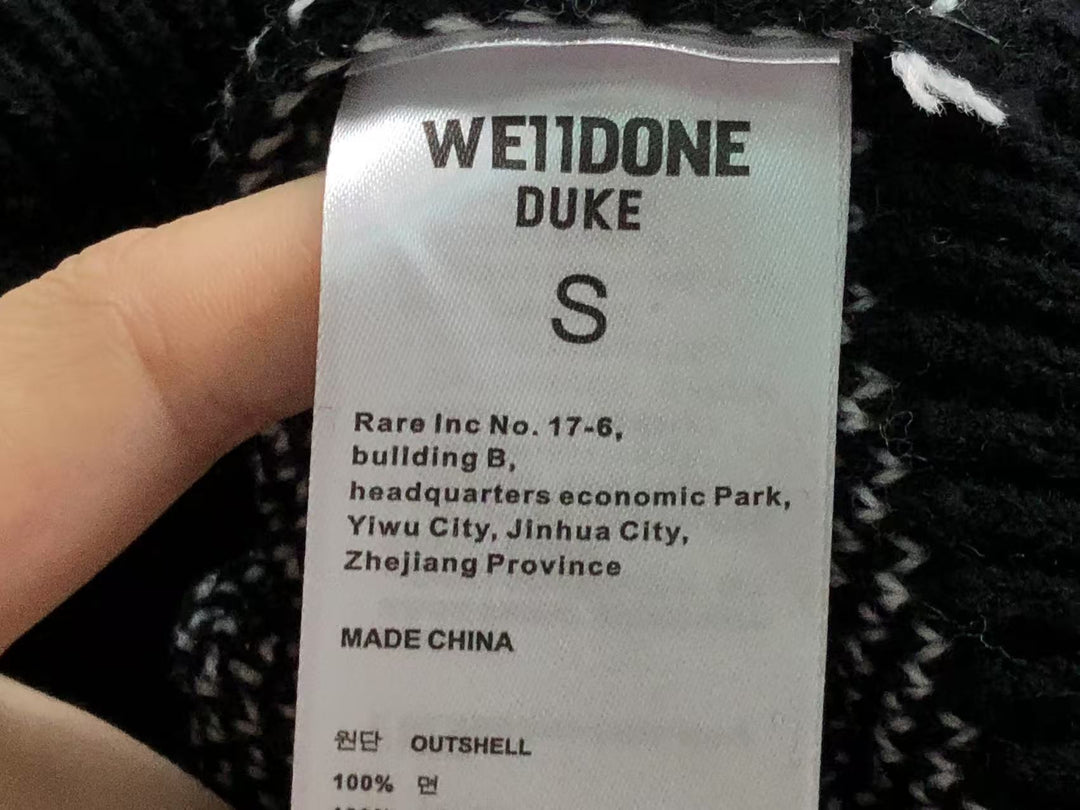 WE11DONE
DUKE
S
Rare Inc No. 17-6,
building B,
headquarters economic Park,
Yiwu City, Jinhua City,
Zhejiang Province
MADE CHINA
원단 OUTSHELL
100% 면